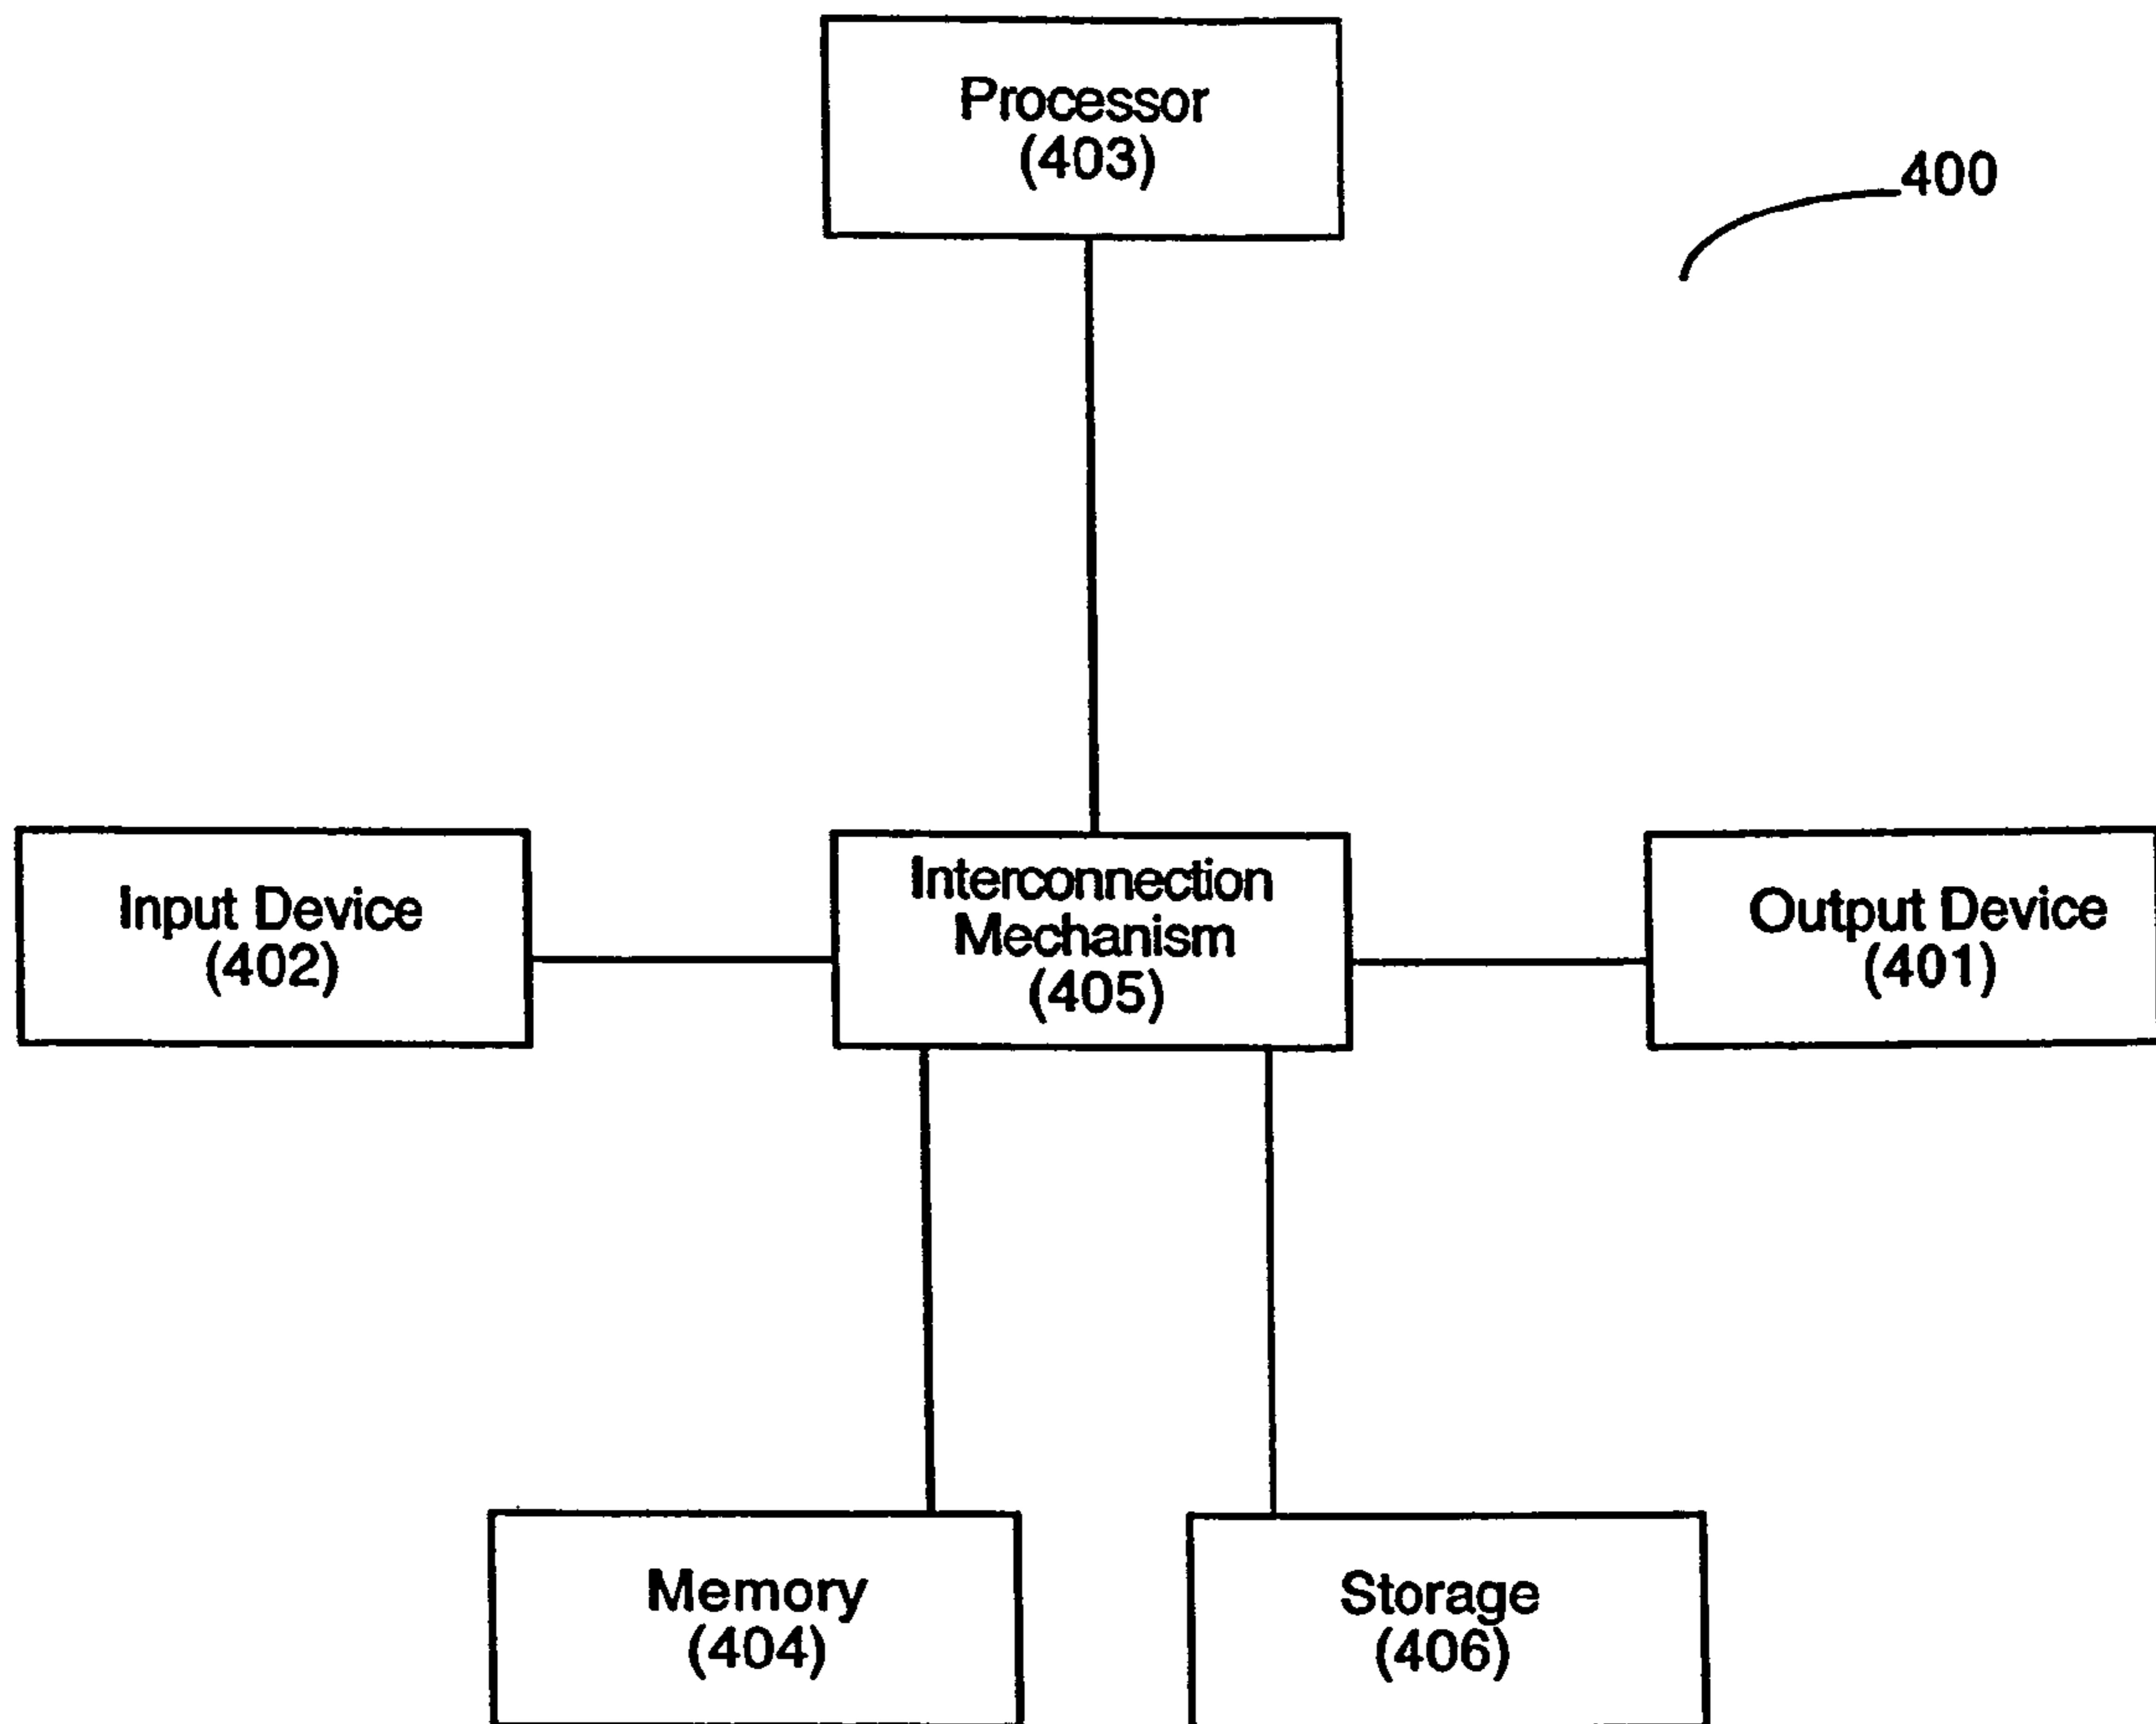 Processor
(403)
400
Input Device
(402)
Interconnection
Mechanism
(405)
Output Device
(401)
Memory
(404)
Storage
(406)